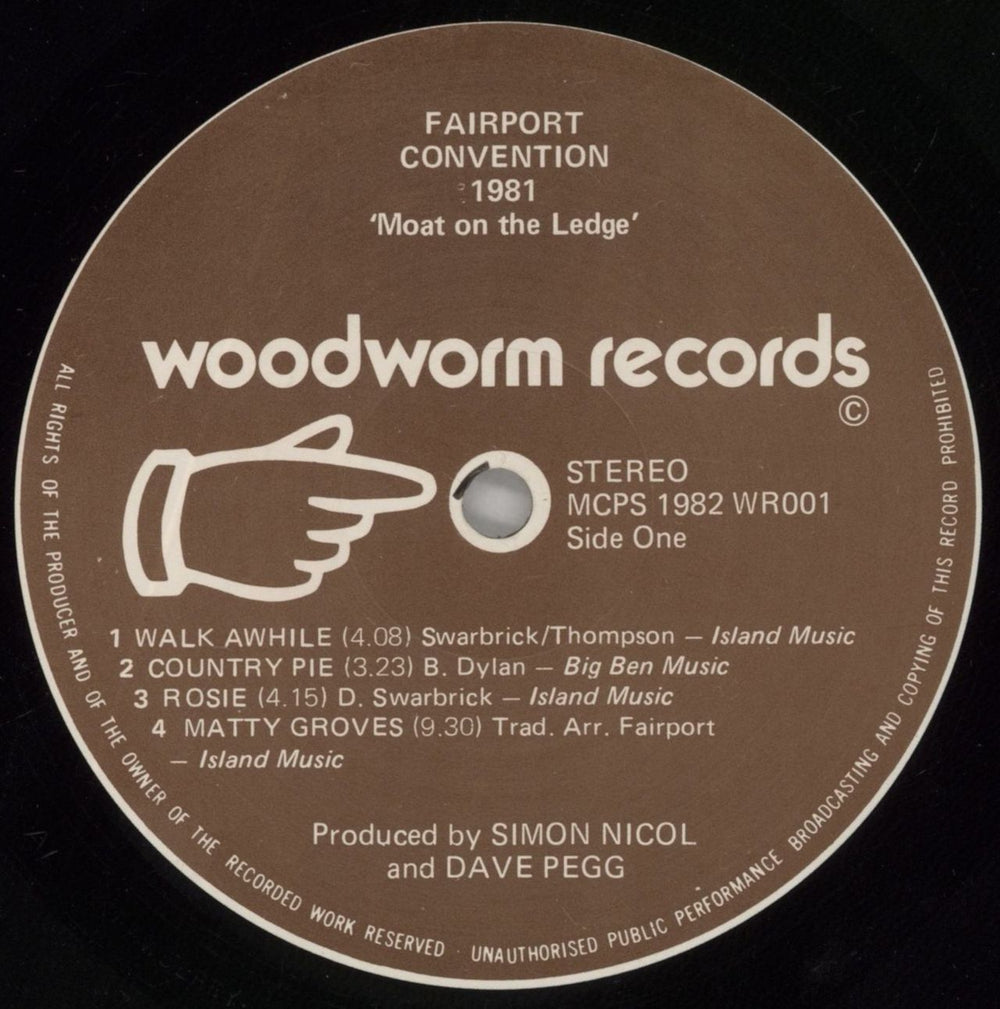 FAIRPORT
CONVENTION
1981
‘Moat on the Ledge’
woodworm records
©
STEREO
MCPS 1982 WR001
Side One
1 WALK AWHILE (4.08) Swarbrick/Thompson — Island Music
2 COUNTRY PIE (3.23) B. Dylan — Big Ben Music
3 ROSIE (4.15) D. Swarbrick — Island Music
4 MATTY GROVES (9.30) Trad. Arr. Fairport
— Island Music
Produced by SIMON NICOL
and DAVE PEGG
ALL RIGHTS OF THE PRODUCER AND OF THE OWNER OF THE RECORDED WORK RESERVED · UNAUTHORISED PUBLIC PERFORMANCE BROADCASTING AND COPYING OF THIS RECORD PROHIBITED